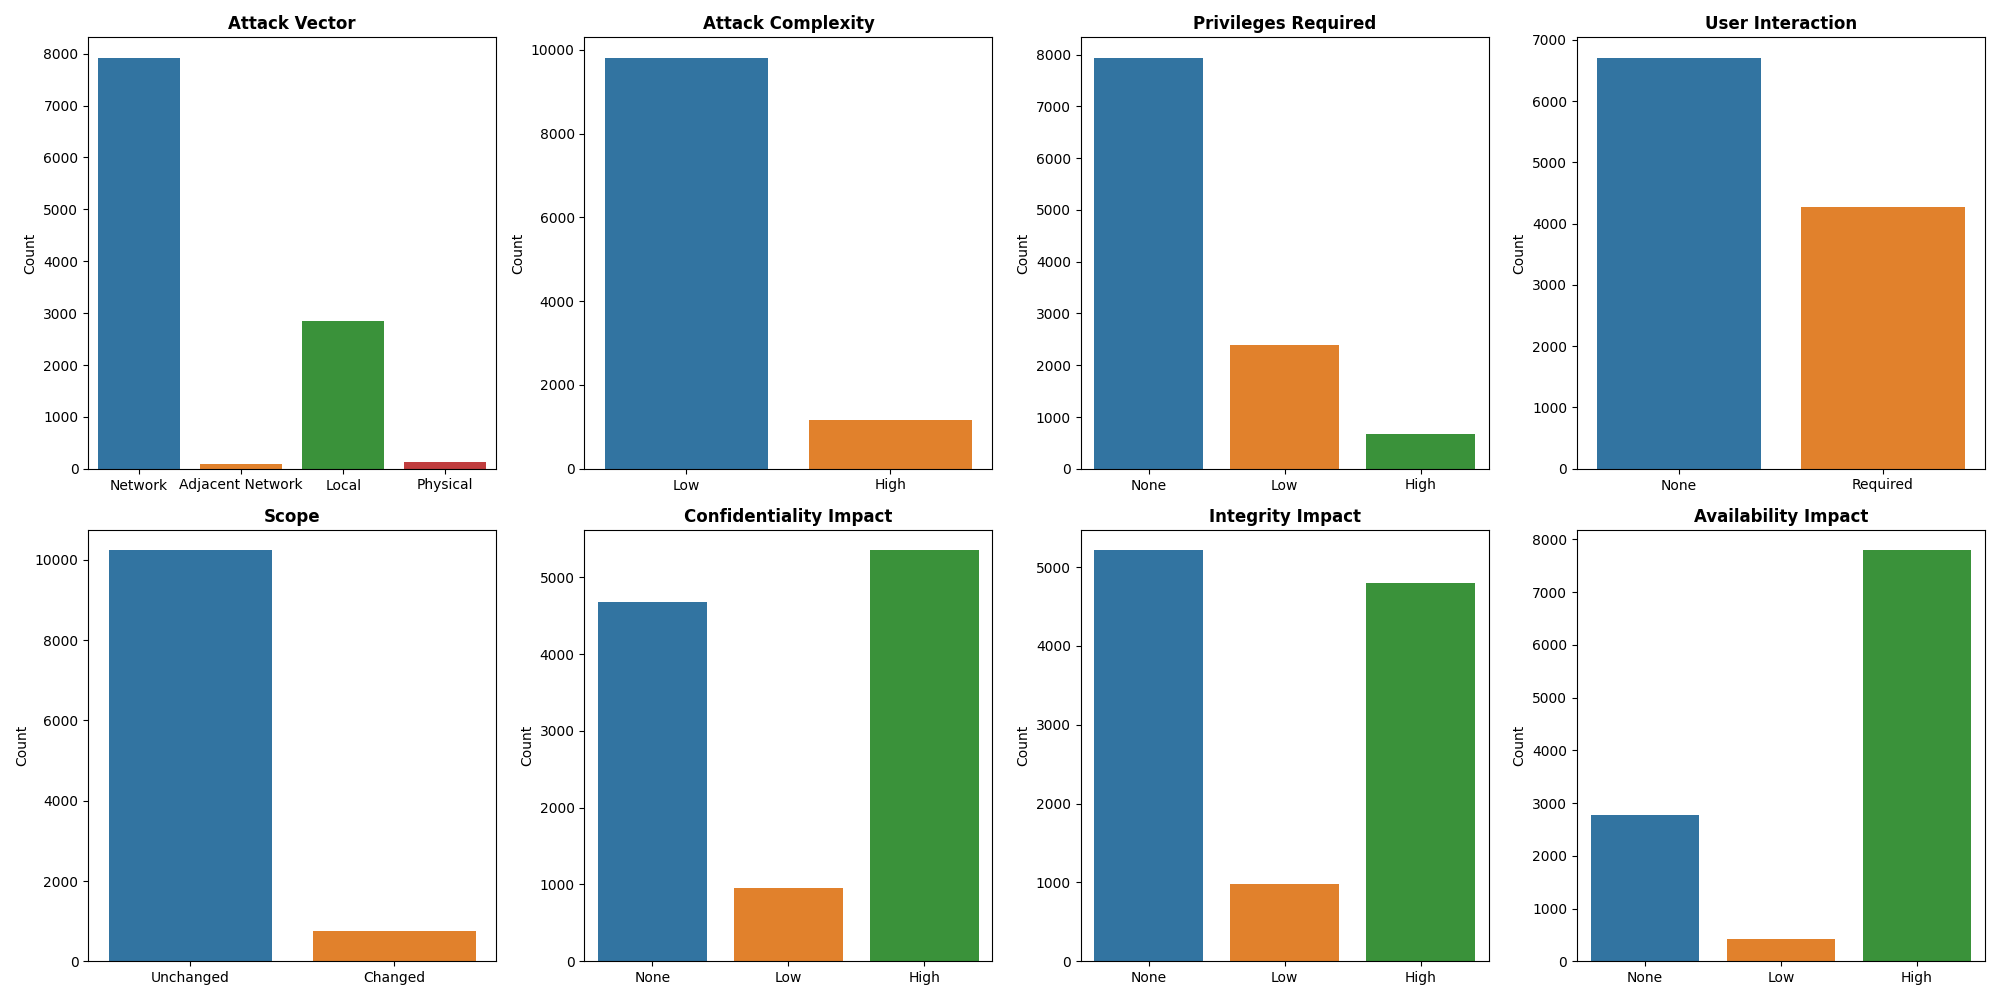 Attack Vector
8000
7000
6000
5000
4000
3000
2000
1000
0
Count
Network Adjacent Network Local Physical
Attack Complexity
10000
8000
6000
4000
2000
0
Count
Low High
Privileges Required
8000
7000
6000
5000
4000
3000
2000
1000
0
Count
None Low High
User Interaction
7000
6000
5000
4000
3000
2000
1000
0
Count
None Required
Scope
10000
8000
6000
4000
2000
0
Count
Unchanged Changed
Confidentiality Impact
5000
4000
3000
2000
1000
0
Count
None Low High
Integrity Impact
5000
4000
3000
2000
1000
0
Count
None Low High
Availability Impact
8000
7000
6000
5000
4000
3000
2000
1000
0
Count
None Low High